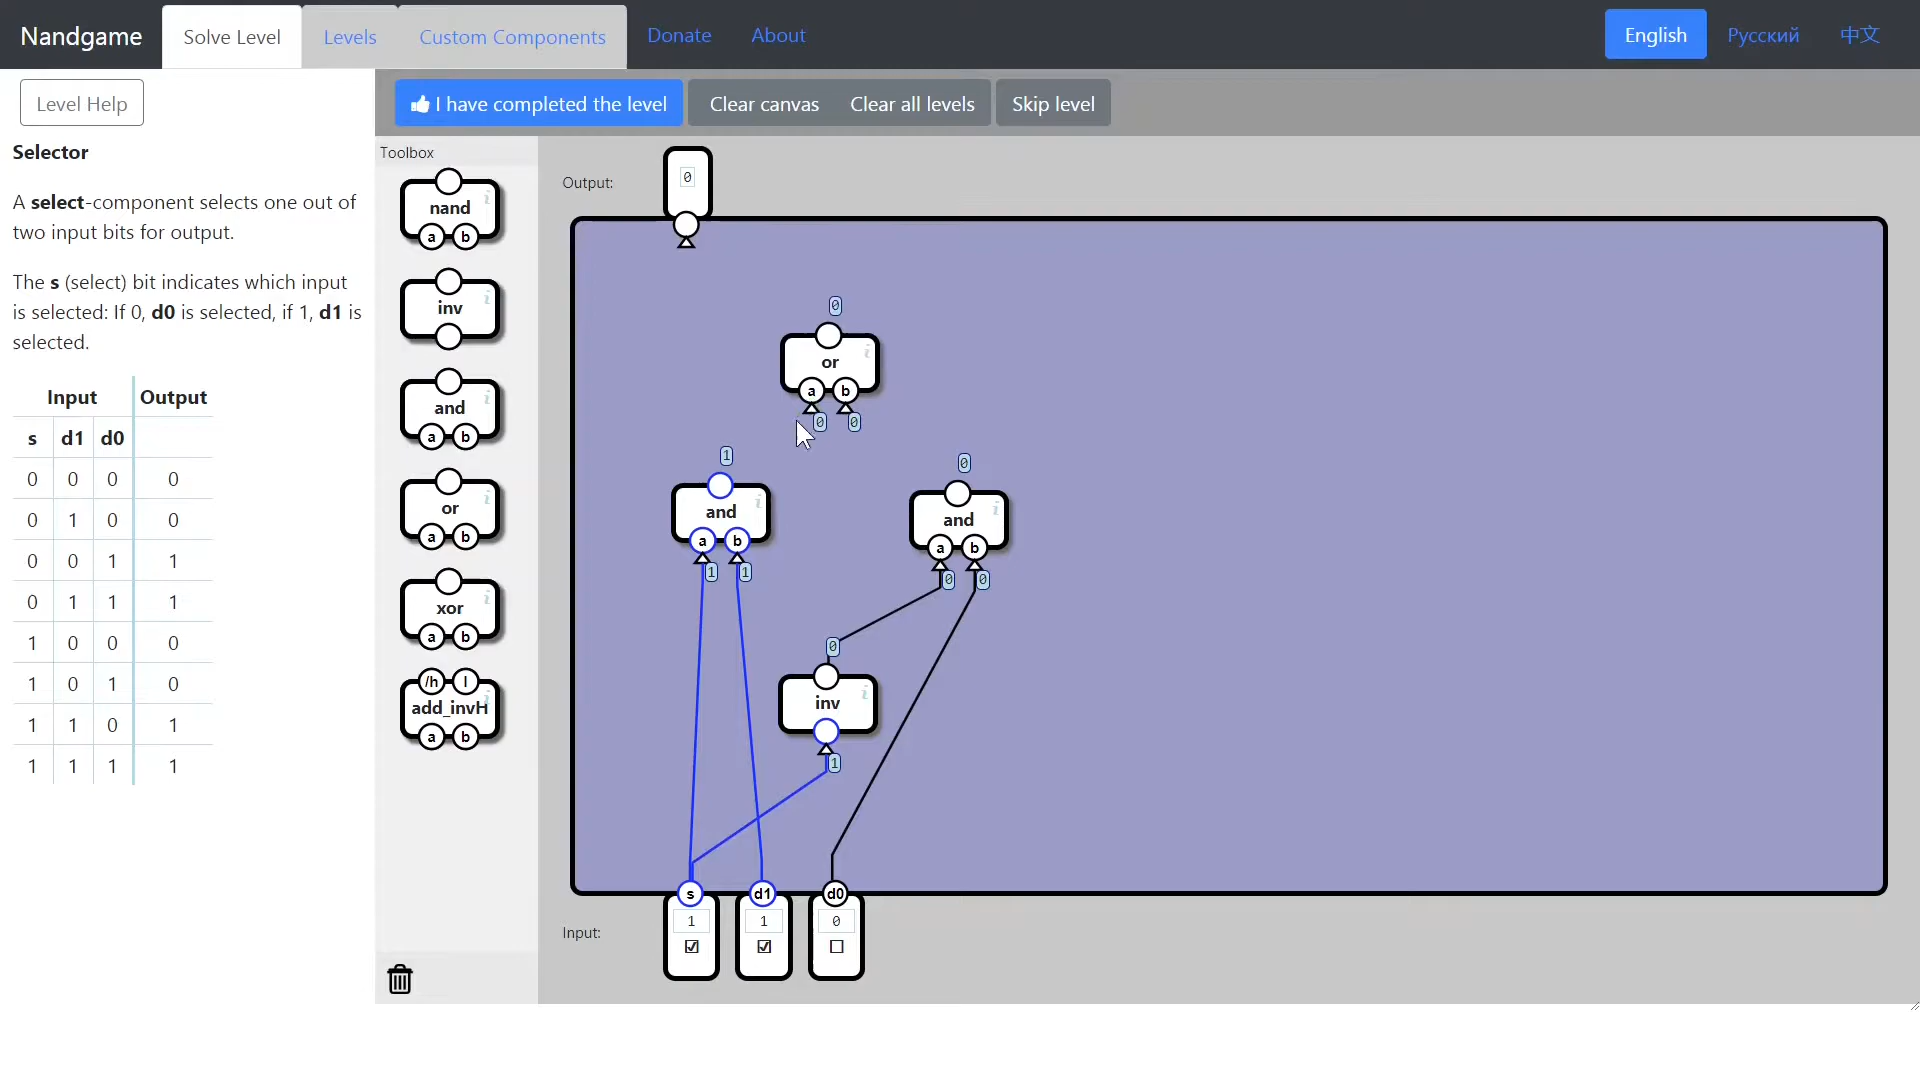 Nandgame
Solve Level
Levels
Custom Components
Donate
About
English
Русский
中文
Level Help
I have completed the level
Clear canvas
Clear all levels
Skip level
Selector
A select-component selects one out of
two input bits for output.
The s (select) bit indicates which input
is selected: If 0, d0 is selected, if 1, d1 is
selected.
Input Output
s d1 d0
0 0 0 0
0 1 0 0
0 0 1 1
0 1 1 1
1 0 0 0
1 0 1 0
1 1 0 1
1 1 1 1
Toolbox
nand
i
a b
inv
i
and
i
a b
or
i
a b
xor
i
a b
/h l
add_invH
i
a b
Output:
0
0
or
i
a b
0 0
1
and
i
a b
1 1
0
and
i
a b
0 0
0
inv
i
1
s d1 d0
Input:
1 1 0